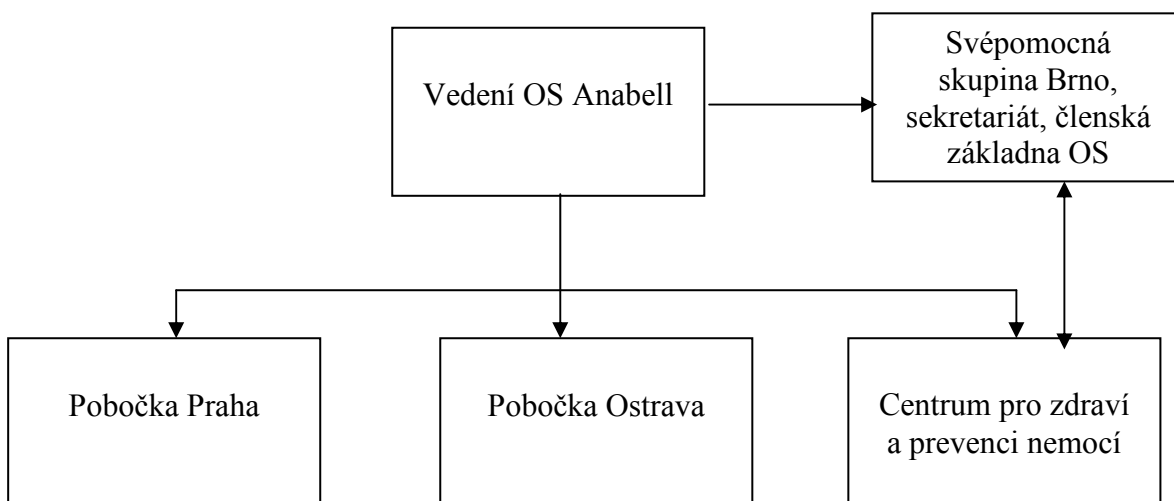 Vedení OS Anabell
Svépomocná
skupina Brno,
sekretariát, členská
základna OS
Pobočka Praha
Pobočka Ostrava
Centrum pro zdraví
a prevenci nemocí